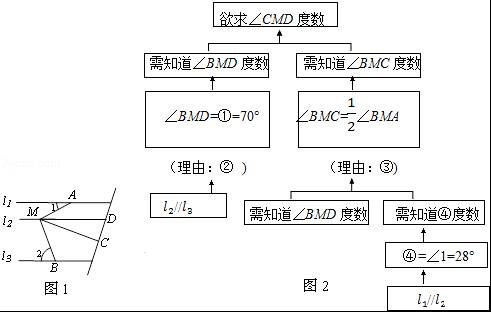 欲求∠CMD度数
需知道∠BMD度数 需知道∠BMC度数
∠BMD=①=70° ∠BMC=1/2∠BMA
(理由:② ) (理由:③)
l2//l3 需知道∠BMD度数 需知道④度数
④=∠1=28°
l1//l2
图2
l1 A 1
l2 M D
C
l3 2 B
图1